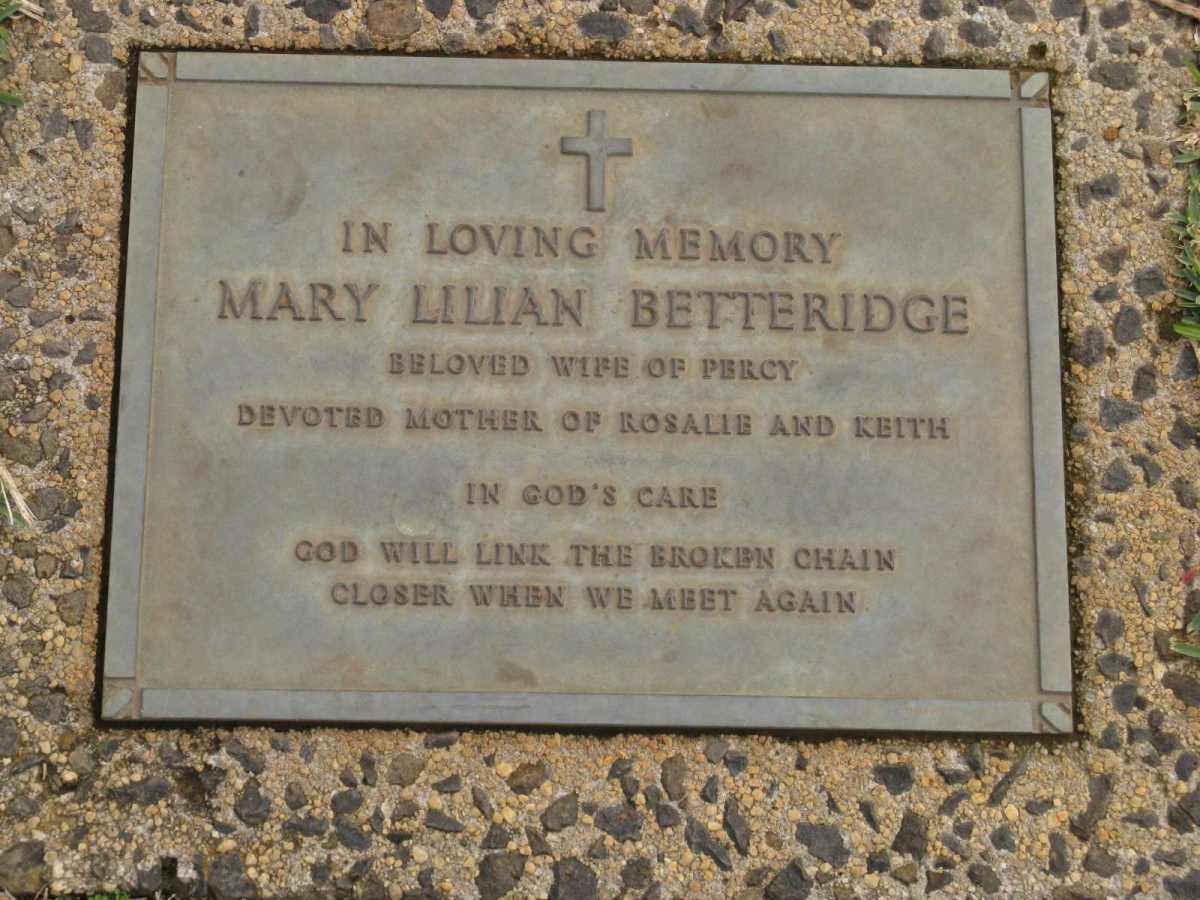 IN LOVING MEMORY
MARY LILIAN BETTERIDGE
BELOVED WIFE OF PERCY
DEVOTED MOTHER OF ROSALIE AND KEITH
IN GOD'S CARE
GOD WILL LINK THE BROKEN CHAIN
CLOSER WHEN WE MEET AGAIN